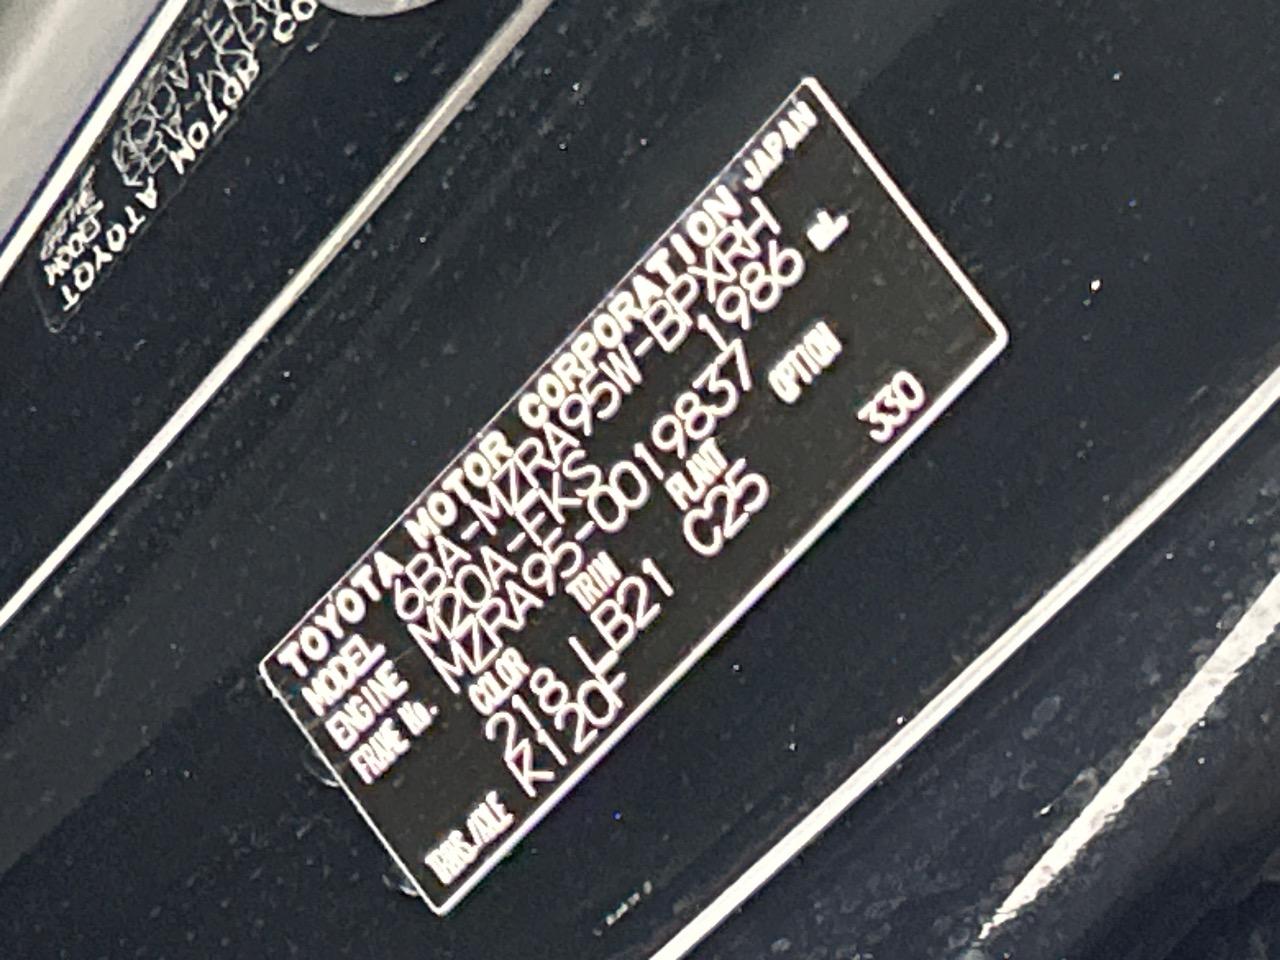 TOYOTA MOTOR CORPORATION JAPAN
MODEL 6BA-MZRA95W-BPXRH
ENGINE M20A-FKS 1986 mL
FRAME No. MZRA95-0019837
COLOR TRIM PLANT OPTION
218 LB21 C25
TRANS./AXLE K120F 330